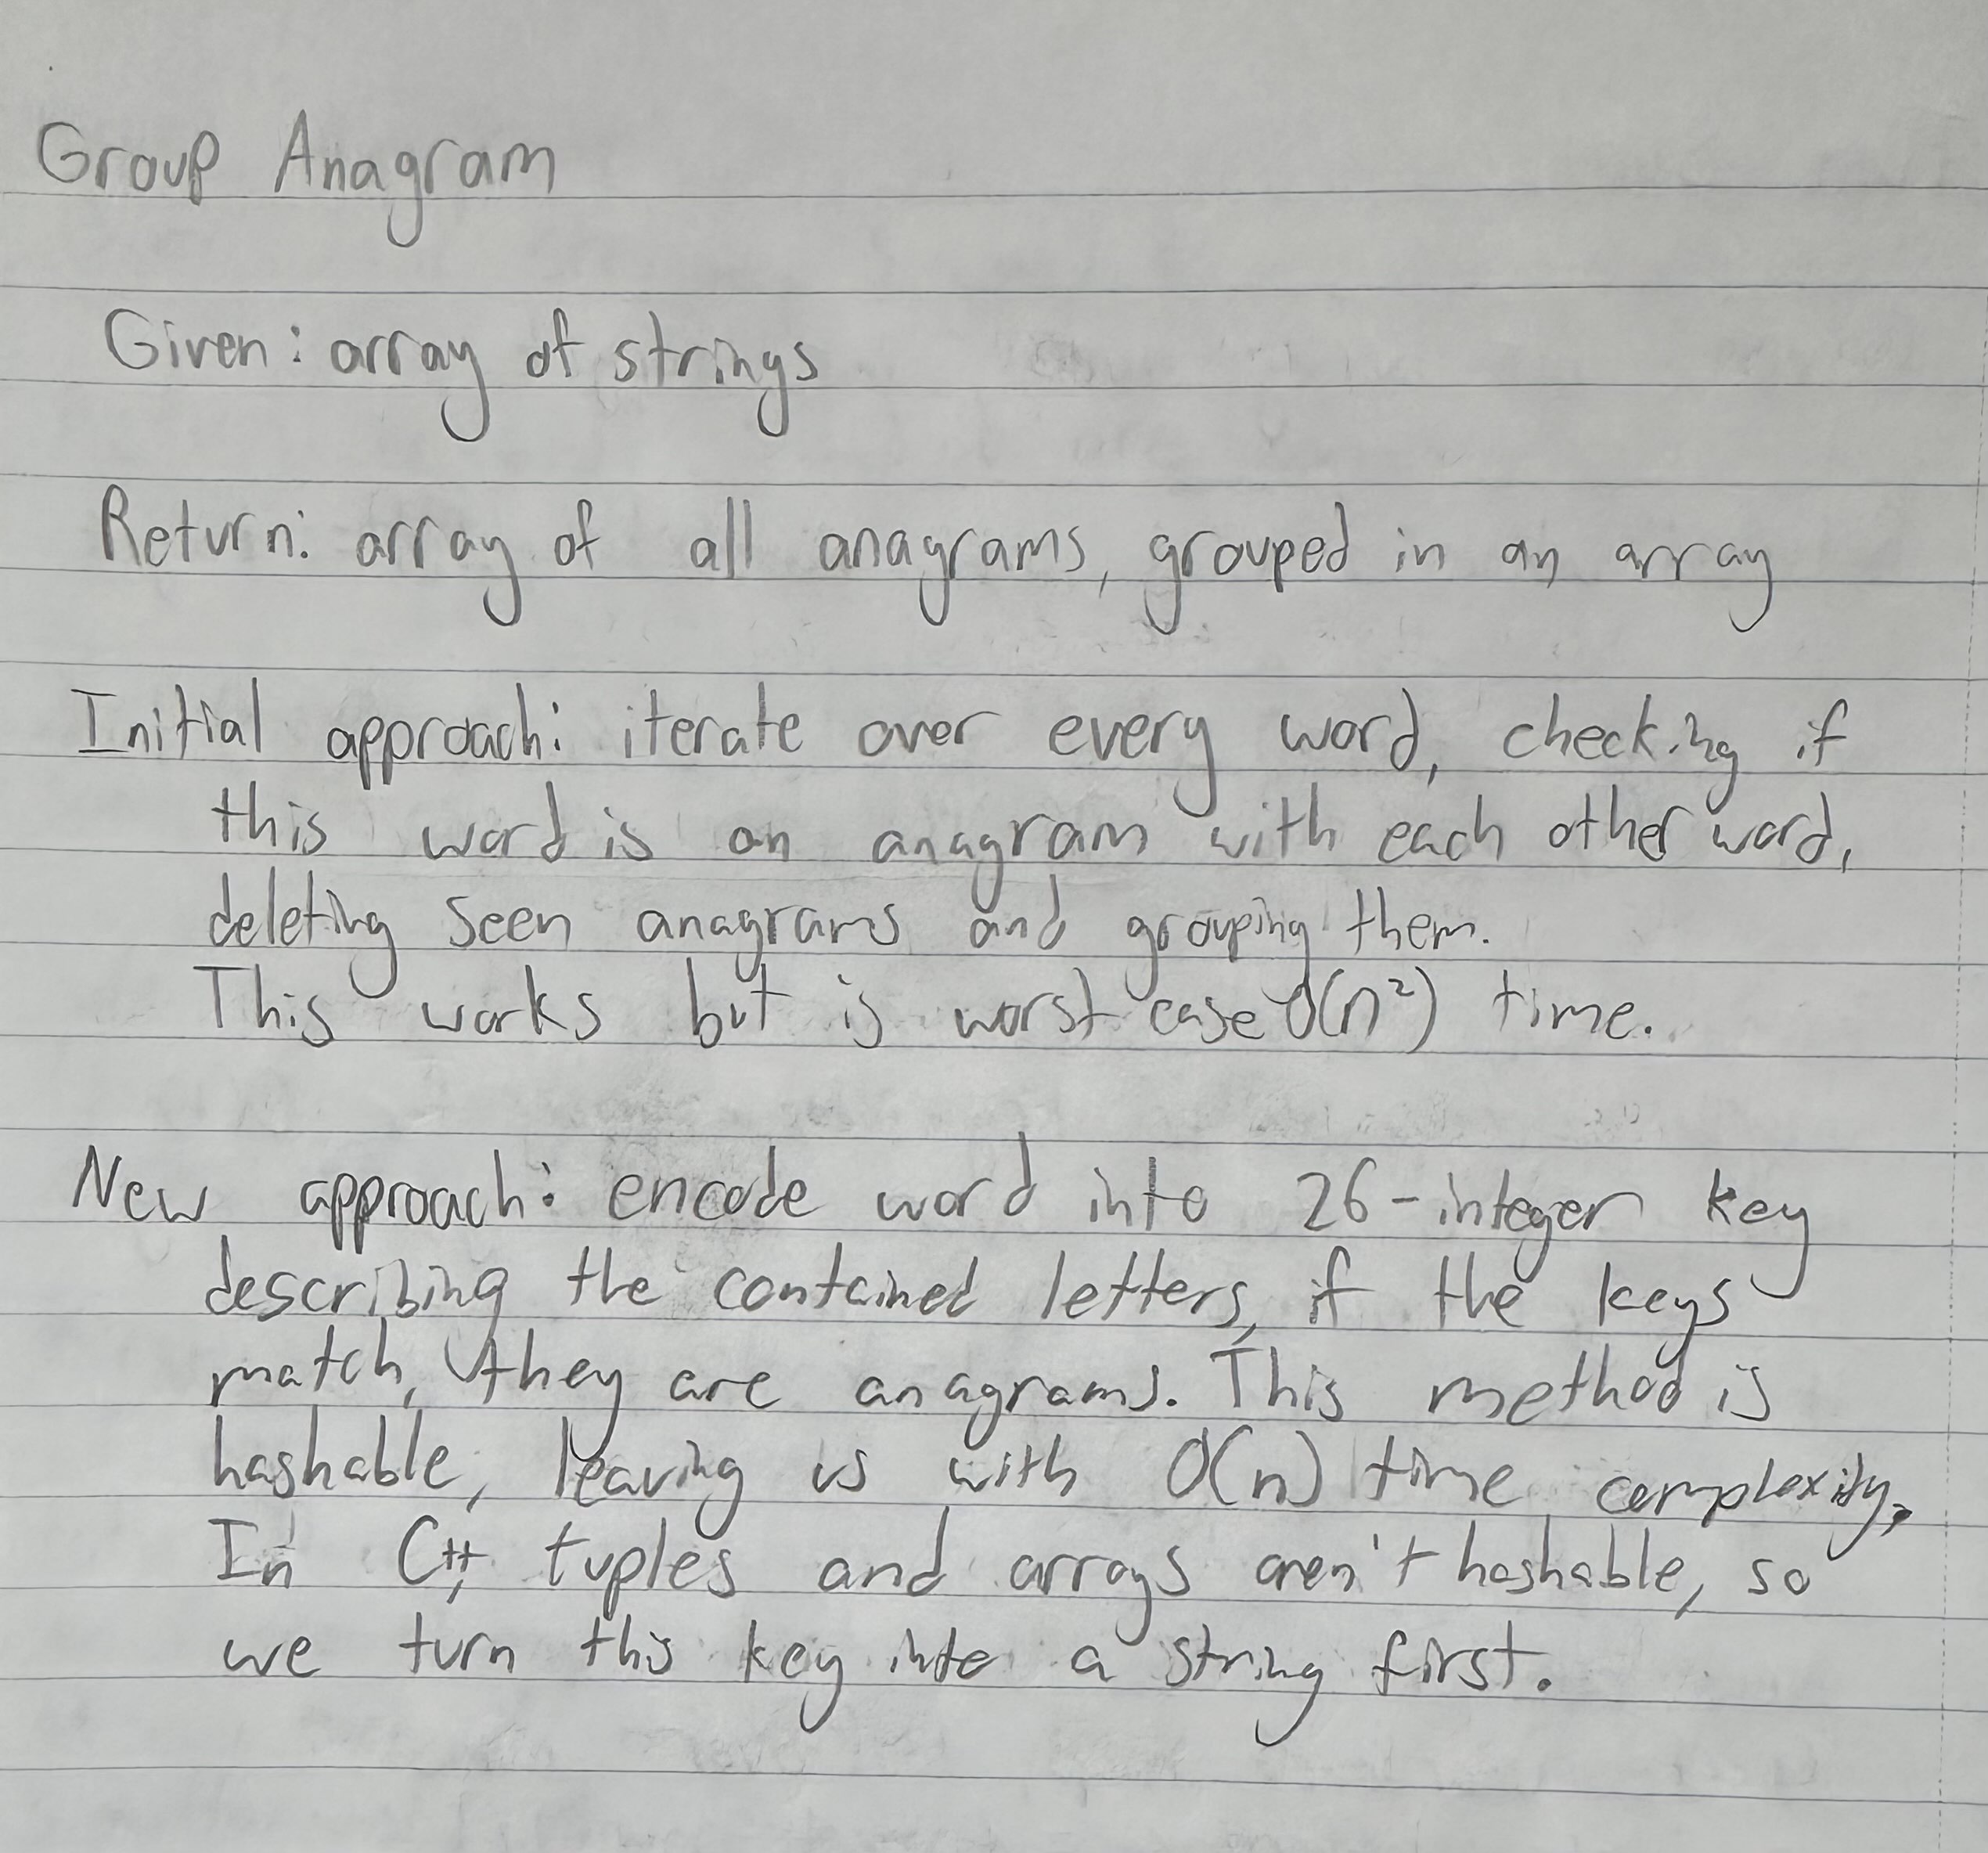 Group Anagram
Given: array of strings
Return: array of all anagrams, grouped in an array
Initial approach: iterate over every word, checking if
this word is an anagram with each other word,
deleting seen anagrams and grouping them.
This works but is worst case O(n²) time.
New approach: encode word into 26-integer key
describing the contained letters, if the keys
match, they are anagrams. This method is
hashable, leaving us with O(n) time complexity.
In C++, tuples and arrays aren't hashable, so
we turn this key into a string first.